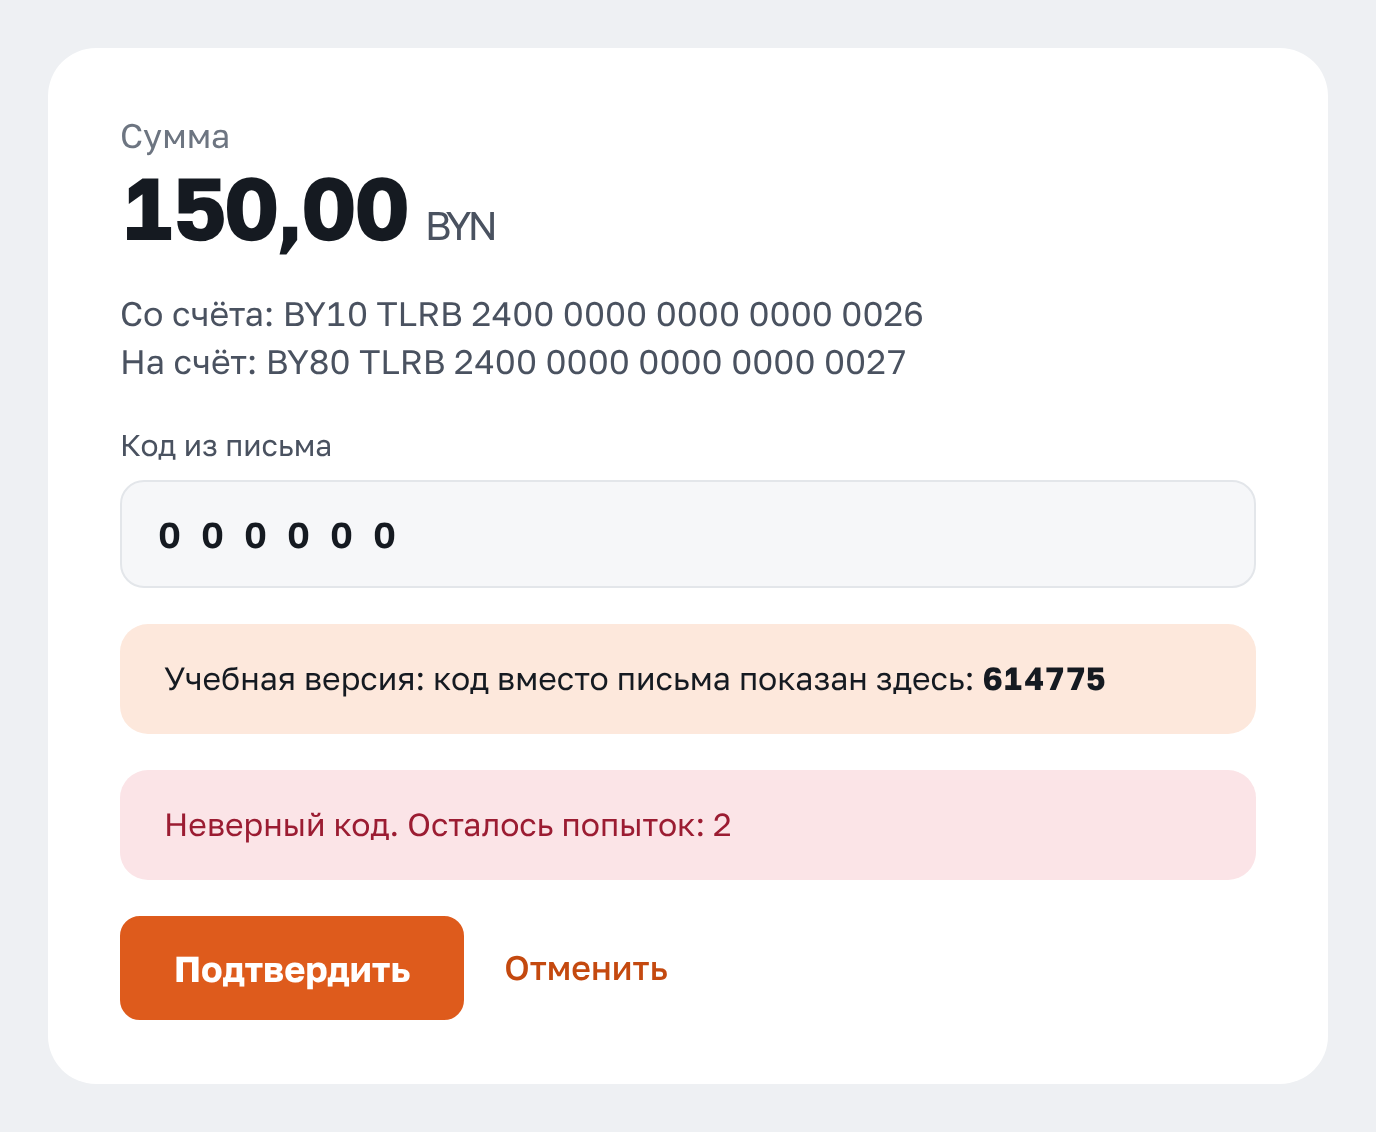 Сумма
150,00 BYN
Со счёта: BY10 TLRB 2400 0000 0000 0000 0026
На счёт: BY80 TLRB 2400 0000 0000 0000 0027
Код из письма
0 0 0 0 0 0
Учебная версия: код вместо письма показан здесь: 614775
Неверный код. Осталось попыток: 2
Подтвердить Отменить